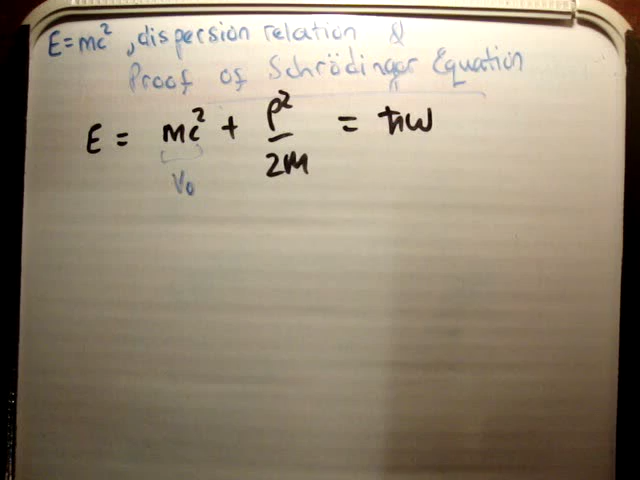 E=mc², dispersion relation &
Proof of Schrödinger Equation
E = mc² + p²/2m = ħω
V₀